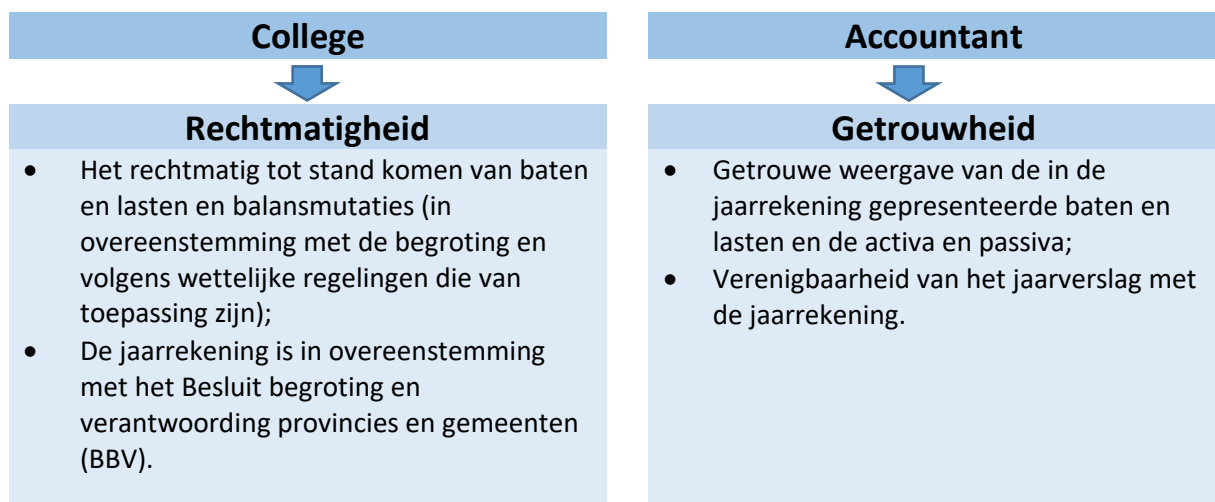 College
Rechtmatigheid
• Het rechtmatig tot stand komen van baten
en lasten en balansmutaties (in
overeenstemming met de begroting en
volgens wettelijke regelingen die van
toepassing zijn);
• De jaarrekening is in overeenstemming
met het Besluit begroting en
verantwoording provincies en gemeenten
(BBV).
Accountant
Getrouwheid
• Getrouwe weergave van de in de
jaarrekening gepresenteerde baten en
lasten en de activa en passiva;
• Verenigbaarheid van het jaarverslag met
de jaarrekening.